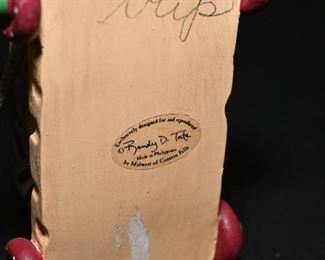 Exclusively designed for and reproduced
© Randy D. Tate
Made in Philippines
by Midwest of Cannon Falls